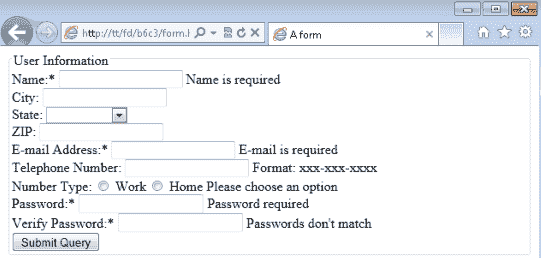 http://tt/fd/b6c3/form.h
A form
User Information
Name:* Name is required
City:
State:
ZIP:
E-mail Address:* E-mail is required
Telephone Number: Format: xxx-xxx-xxxx
Number Type: Work Home Please choose an option
Password:* Password required
Verify Password:* Passwords don't match
Submit Query